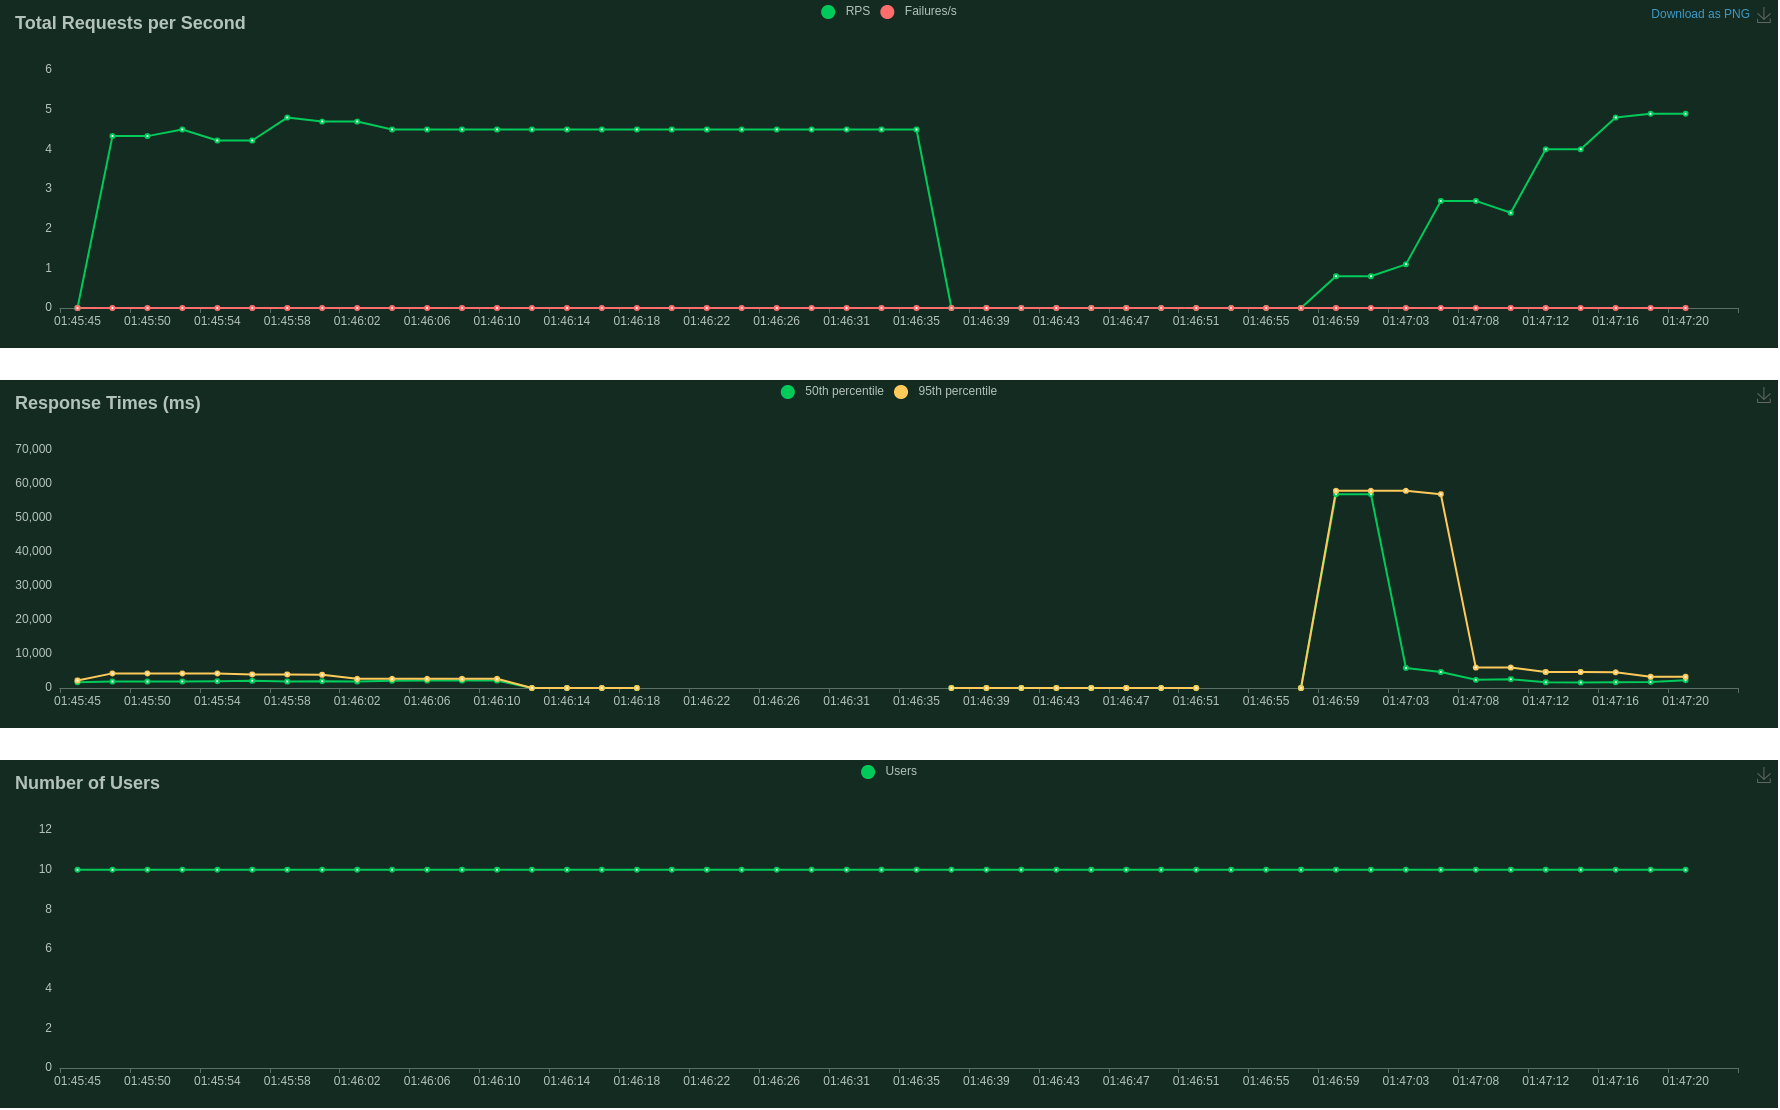 Total Requests per Second
RPS Failures/s
Download as PNG
6
5
4
3
2
1
0
01:45:45 01:45:50 01:45:54 01:45:58 01:46:02 01:46:06 01:46:10 01:46:14 01:46:18 01:46:22 01:46:26 01:46:31 01:46:35 01:46:39 01:46:43 01:46:47 01:46:51 01:46:55 01:46:59 01:47:03 01:47:08 01:47:12 01:47:16 01:47:20
Response Times (ms)
50th percentile 95th percentile
70,000
60,000
50,000
40,000
30,000
20,000
10,000
0
01:45:45 01:45:50 01:45:54 01:45:58 01:46:02 01:46:06 01:46:10 01:46:14 01:46:18 01:46:22 01:46:26 01:46:31 01:46:35 01:46:39 01:46:43 01:46:47 01:46:51 01:46:55 01:46:59 01:47:03 01:47:08 01:47:12 01:47:16 01:47:20
Number of Users
Users
12
10
8
6
4
2
0
01:45:45 01:45:50 01:45:54 01:45:58 01:46:02 01:46:06 01:46:10 01:46:14 01:46:18 01:46:22 01:46:26 01:46:31 01:46:35 01:46:39 01:46:43 01:46:47 01:46:51 01:46:55 01:46:59 01:47:03 01:47:08 01:47:12 01:47:16 01:47:20